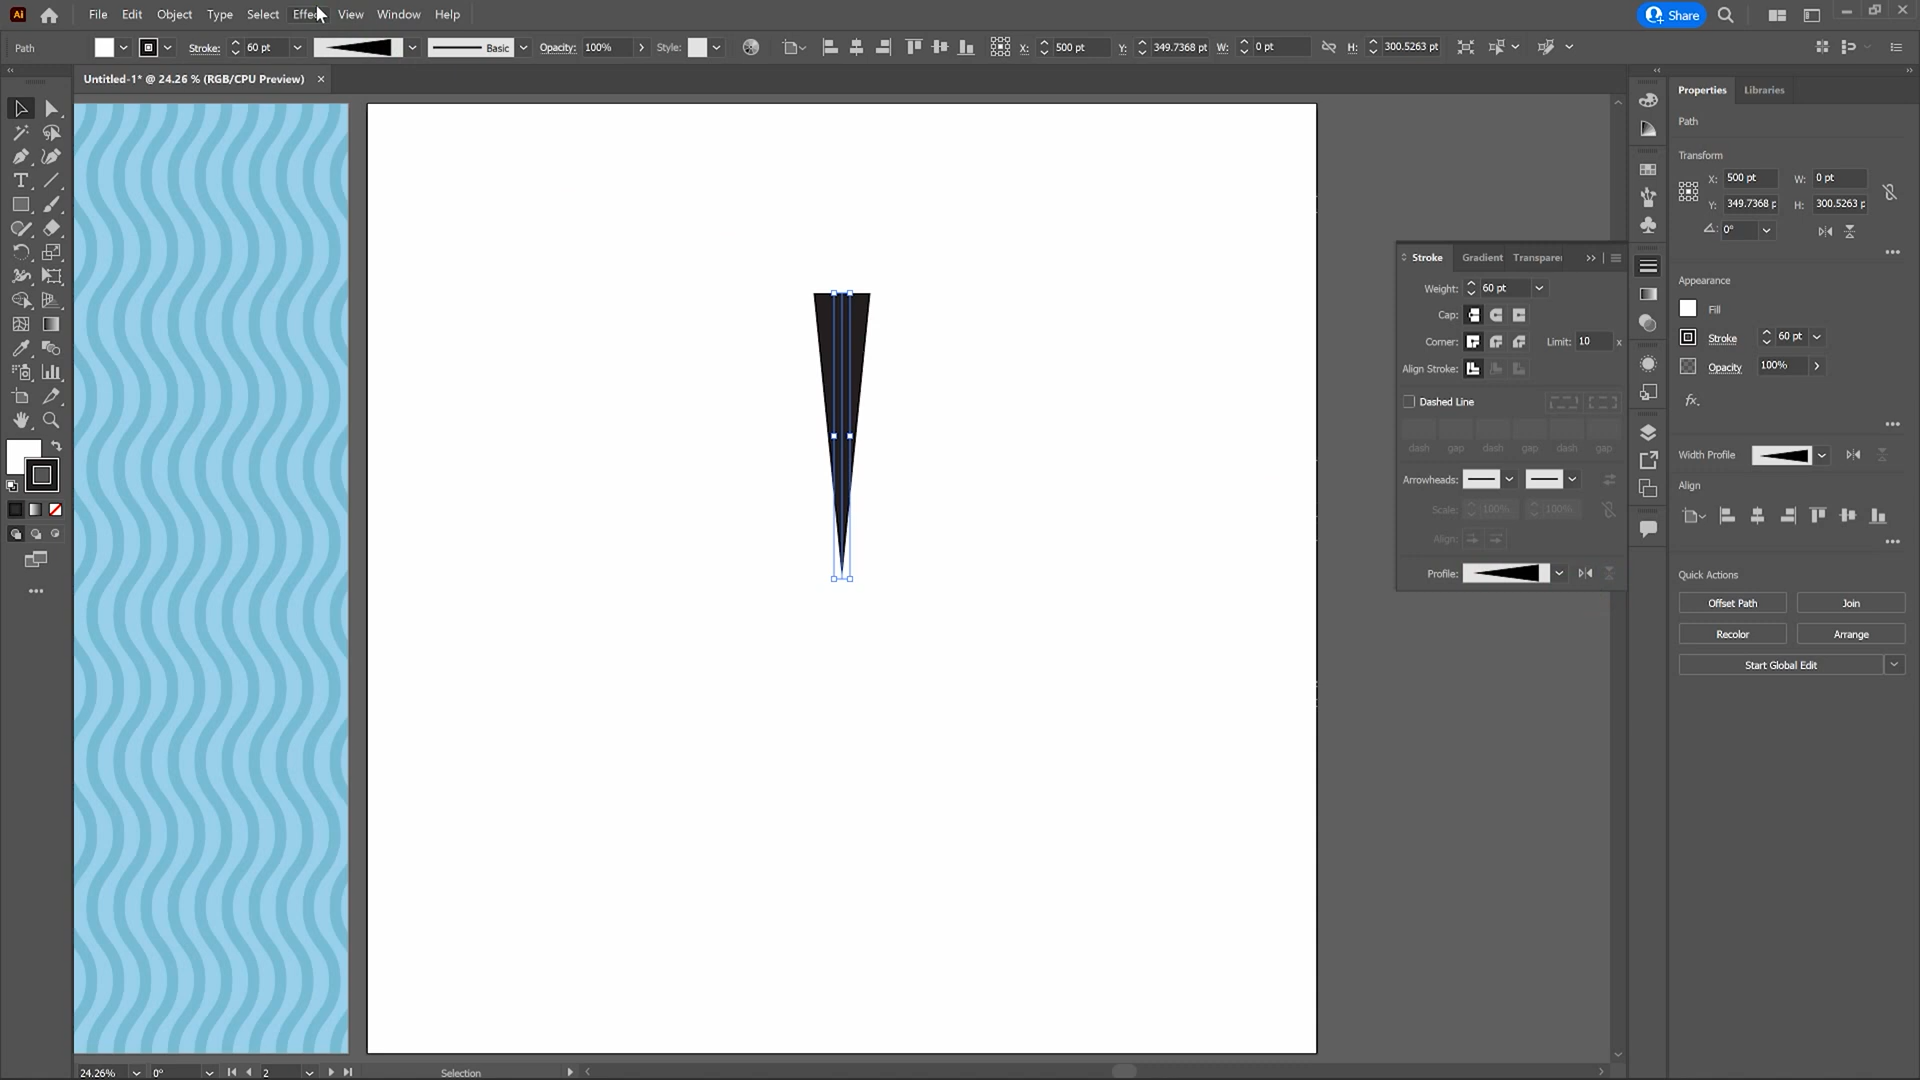 Ai File Edit Object Type Select Effect View Window Help Share
Path Stroke: 60 pt Basic Opacity: 100% Style: X: 500 pt Y: 349.7368 pt W: 0 pt H: 300.5263 pt
Untitled-1* @ 24.26 % (RGB/CPU Preview) ×
Properties Libraries
Path
Transform
X: 500 pt W: 0 pt
Y: 349.7368 p H: 300.5263 p
0°
Appearance
Fill
Stroke 60 pt
Opacity 100%
fx.
Width Profile
Align
Quick Actions
Offset Path Join
Recolor Arrange
Start Global Edit
Stroke Gradient Transparen
Weight: 60 pt
Cap:
Corner: Limit: 10 x
Align Stroke:
Dashed Line
dash gap dash gap dash gap
Arrowheads:
Scale: 100% 100%
Align:
Profile:
24.26% 0° 2 Selection